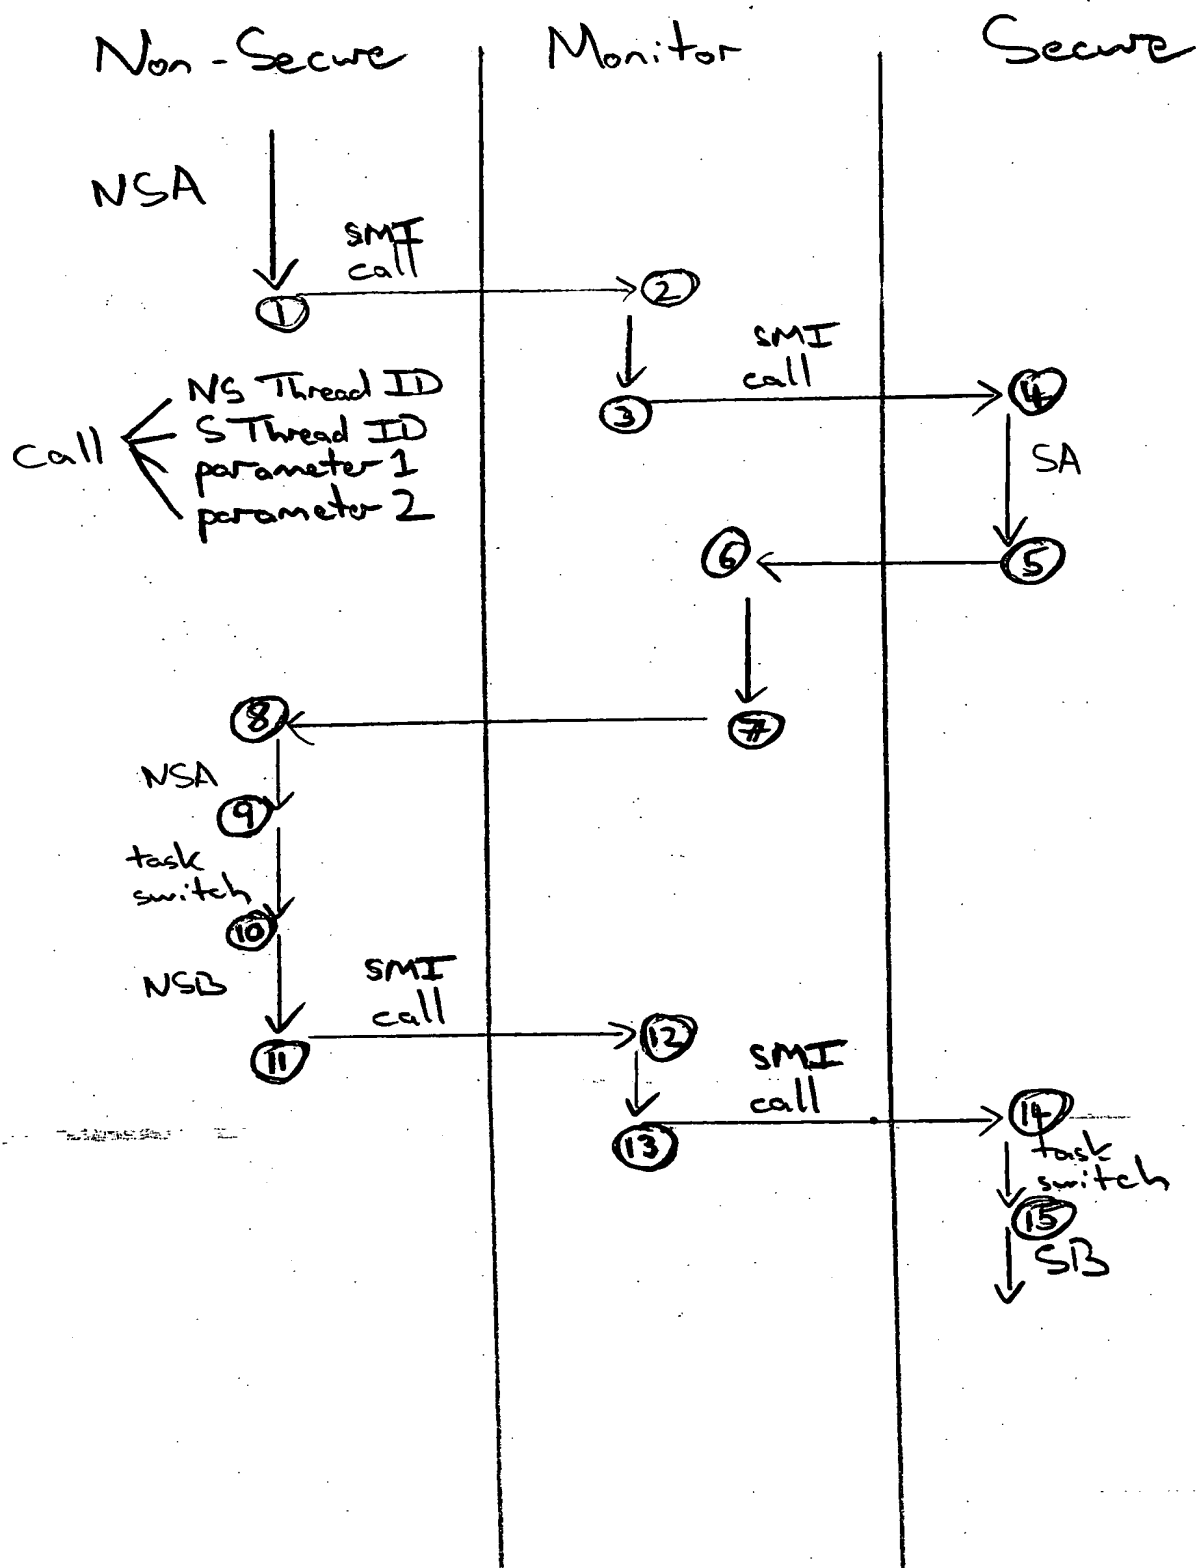 Non-Secure
Monitor
Secure
NSA
SMI
call
1
2
SMI
call
3
4
Call
NS Thread ID
S Thread ID
parameter 1
parameter 2
SA
6
5
8
7
NSA
9
task
switch
10
NSB
SMI
call
11
12
SMI
call
13
14
task
switch
15
SB